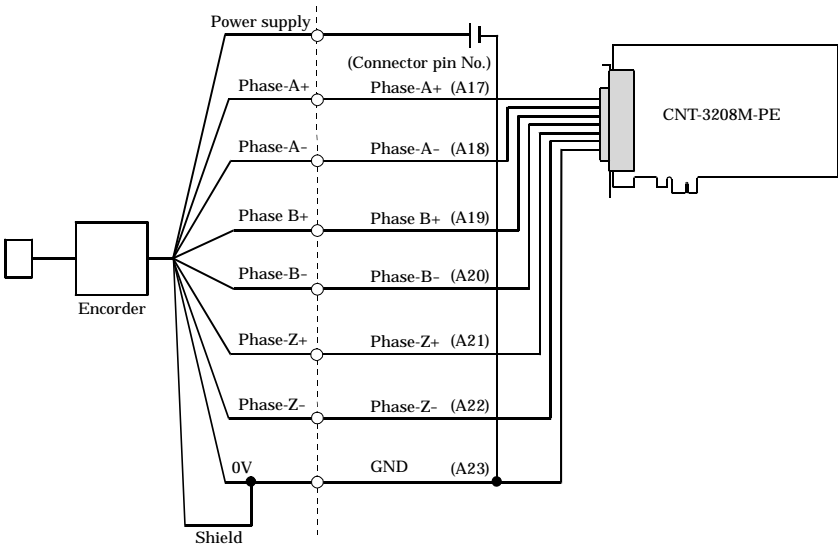 Power supply
(Connector pin No.)
Phase-A+ Phase-A+ (A17)
CNT-3208M-PE
Phase-A- Phase-A- (A18)
Phase B+ Phase B+ (A19)
Phase-B- Phase-B- (A20)
Encorder
Phase-Z+ Phase-Z+ (A21)
Phase-Z- Phase-Z- (A22)
0V GND (A23)
Shield